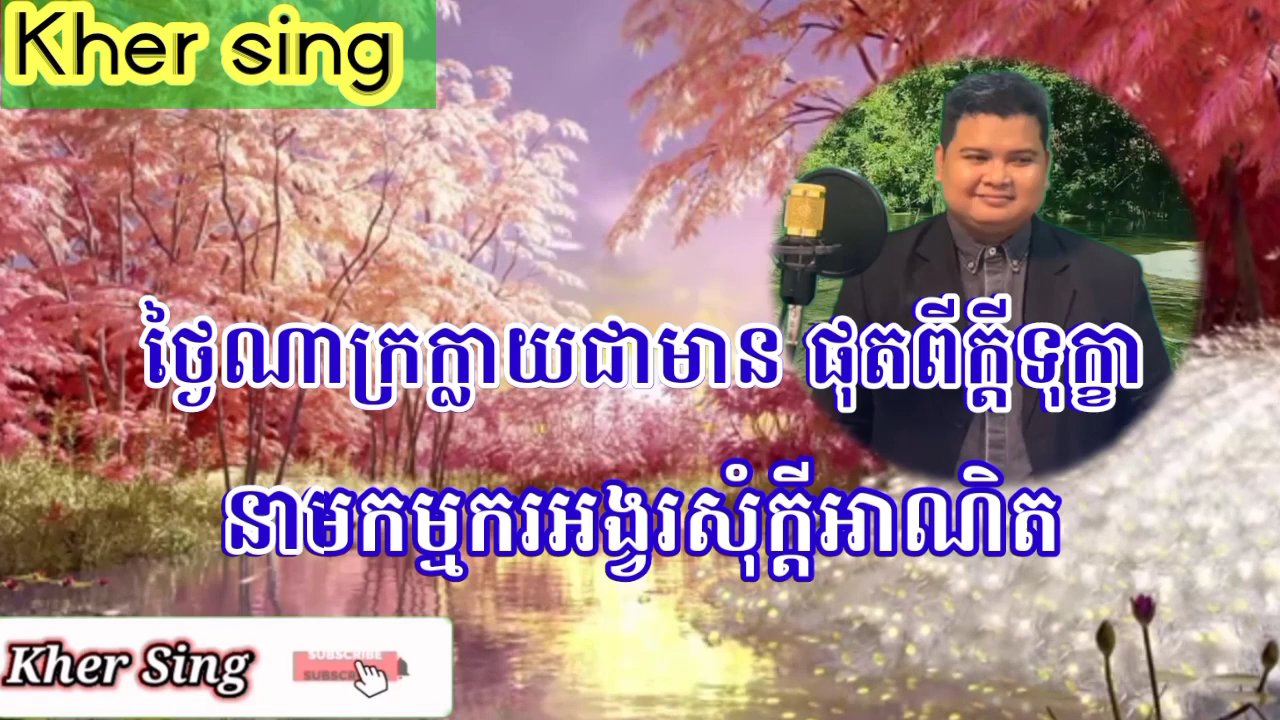 Kher sing
ថ្ងៃណាក្រក្លាយជាមាន ផុតពីក្ដីទុក្ខា
នាមកម្មករអង្វរសុំក្ដីអាណិត
Kher Sing
SUBSCRIBE